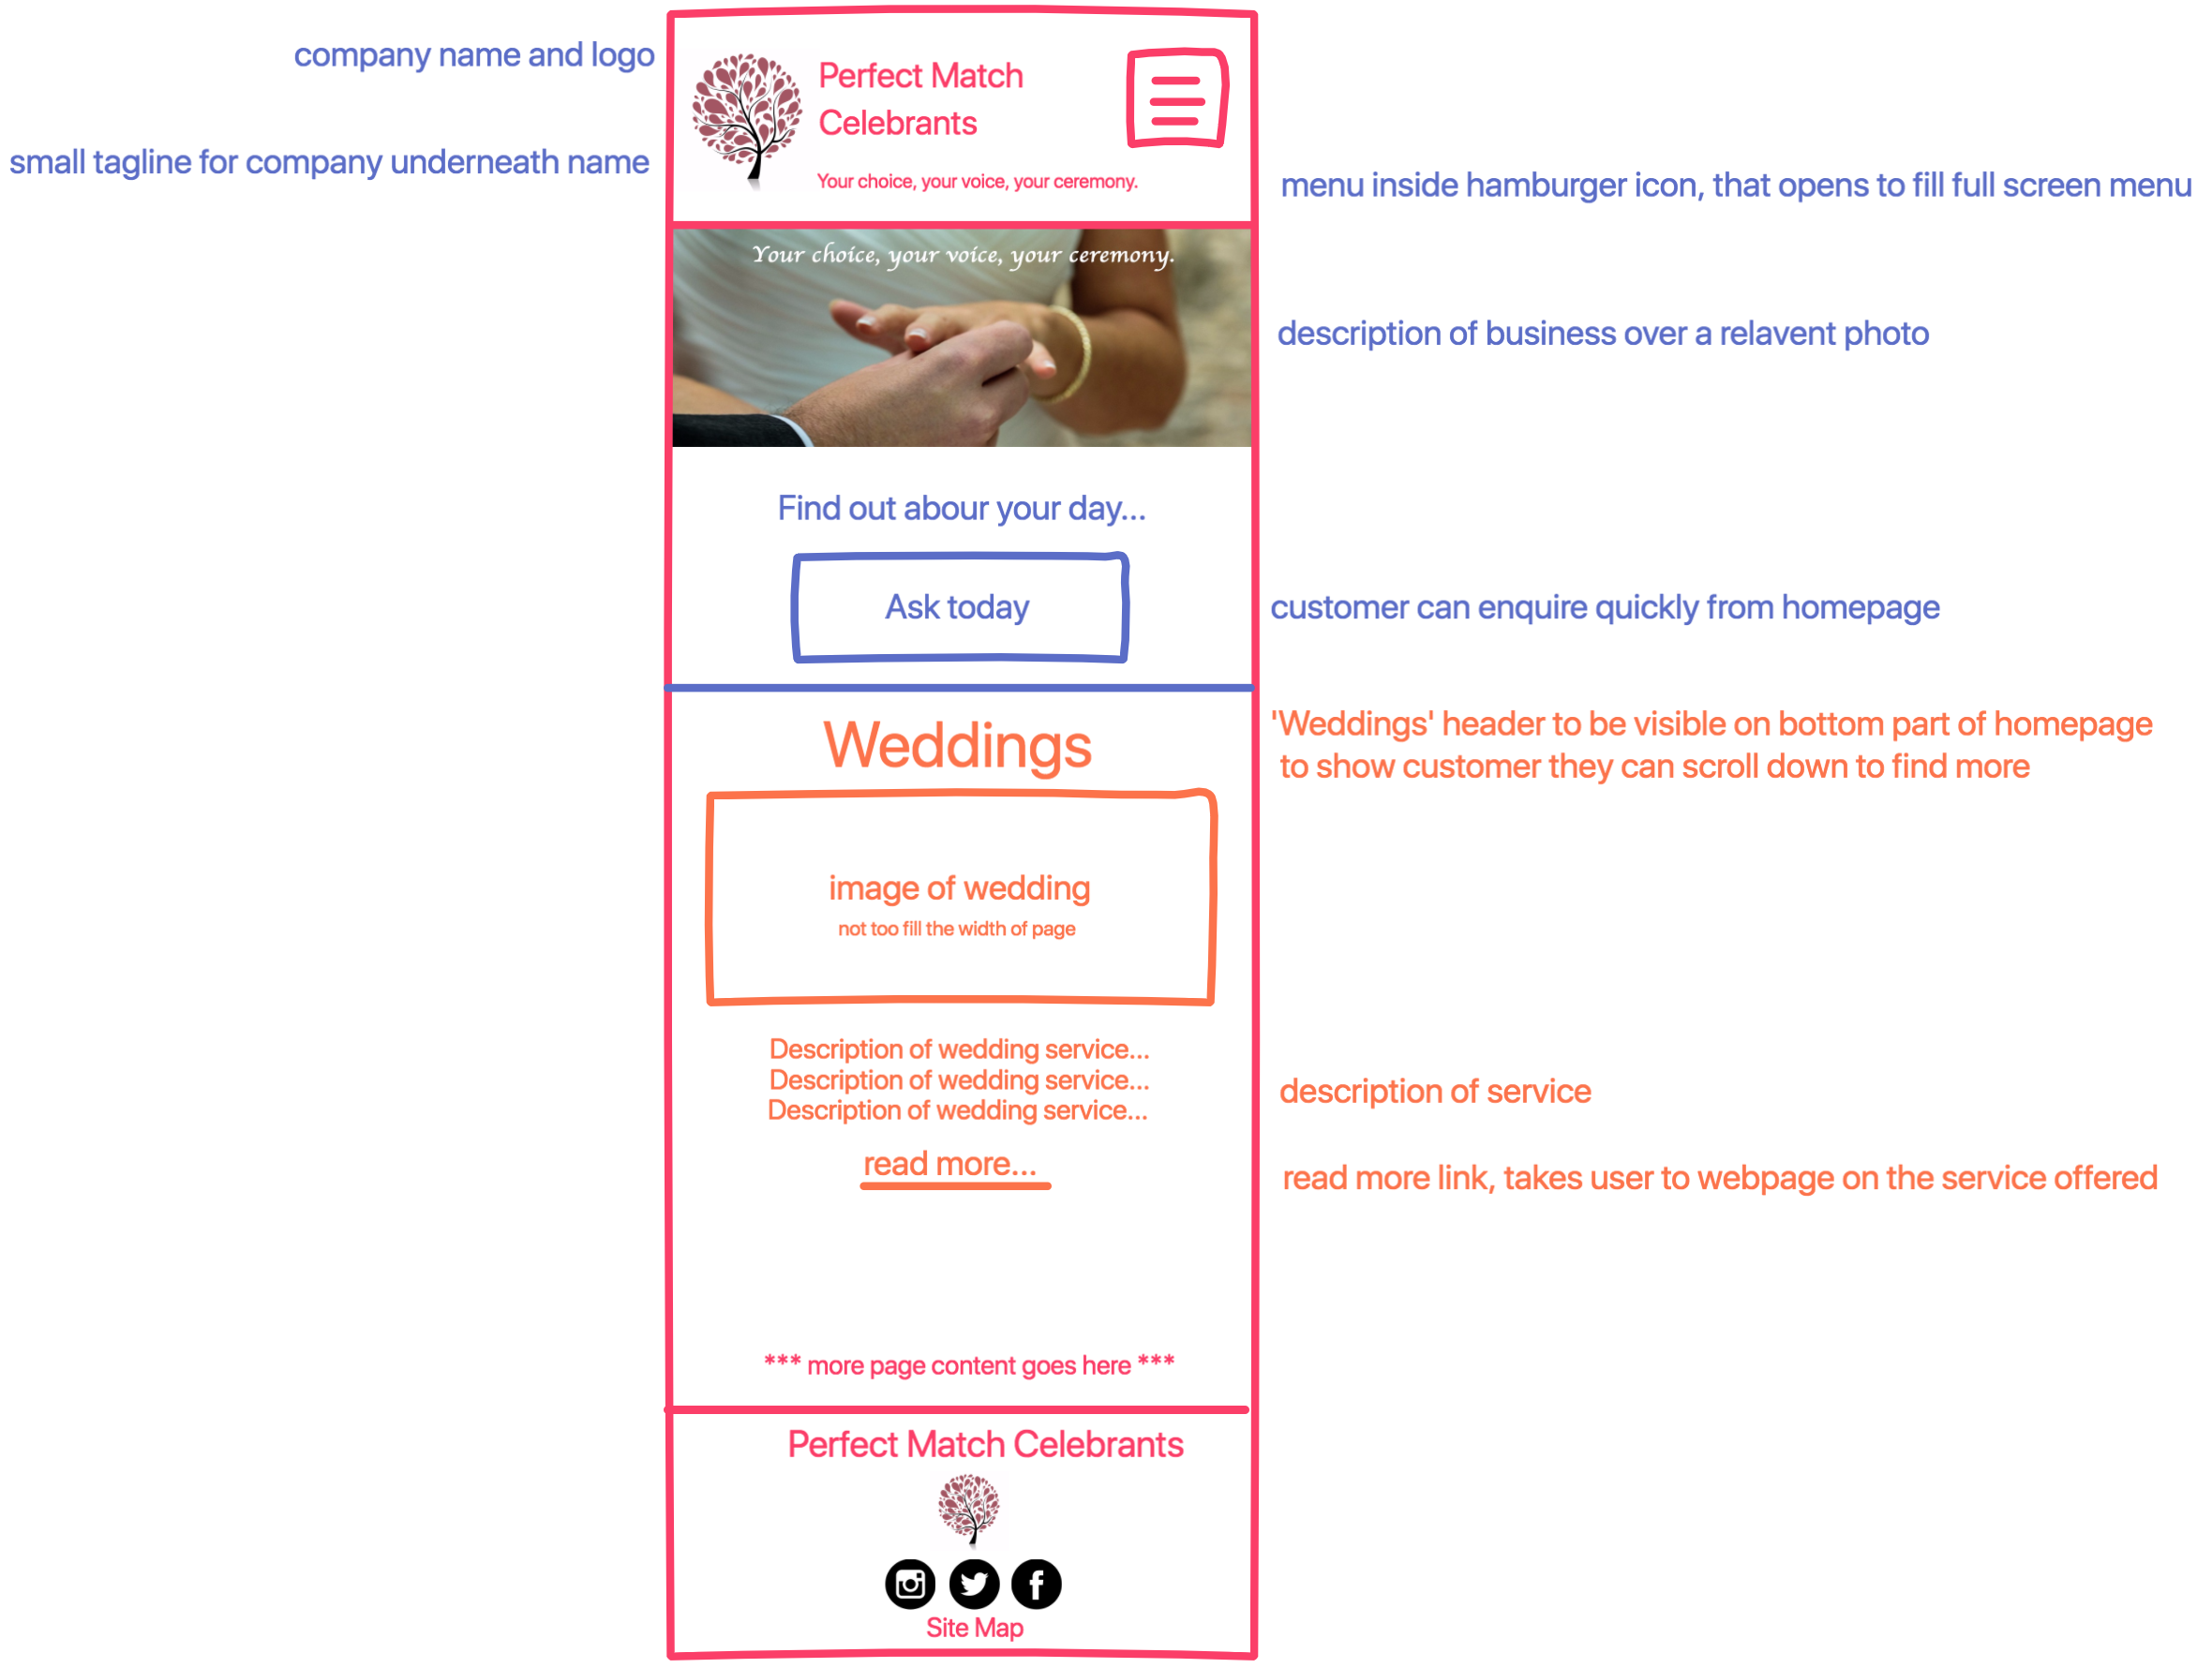 company name and logo
Perfect Match
Celebrants
small tagline for company underneath name
Your choice, your voice, your ceremony.
menu inside hamburger icon, that opens to fill full screen menu
Your choice, your voice, your ceremony.
description of business over a relavent photo
Find out abour your day...
Ask today
customer can enquire quickly from homepage
'Weddings' header to be visible on bottom part of homepage
to show customer they can scroll down to find more
Weddings
image of wedding
not too fill the width of page
Description of wedding service...
Description of wedding service...
Description of wedding service...
description of service
read more...
read more link, takes user to webpage on the service offered
*** more page content goes here ***
Perfect Match Celebrants
Site Map